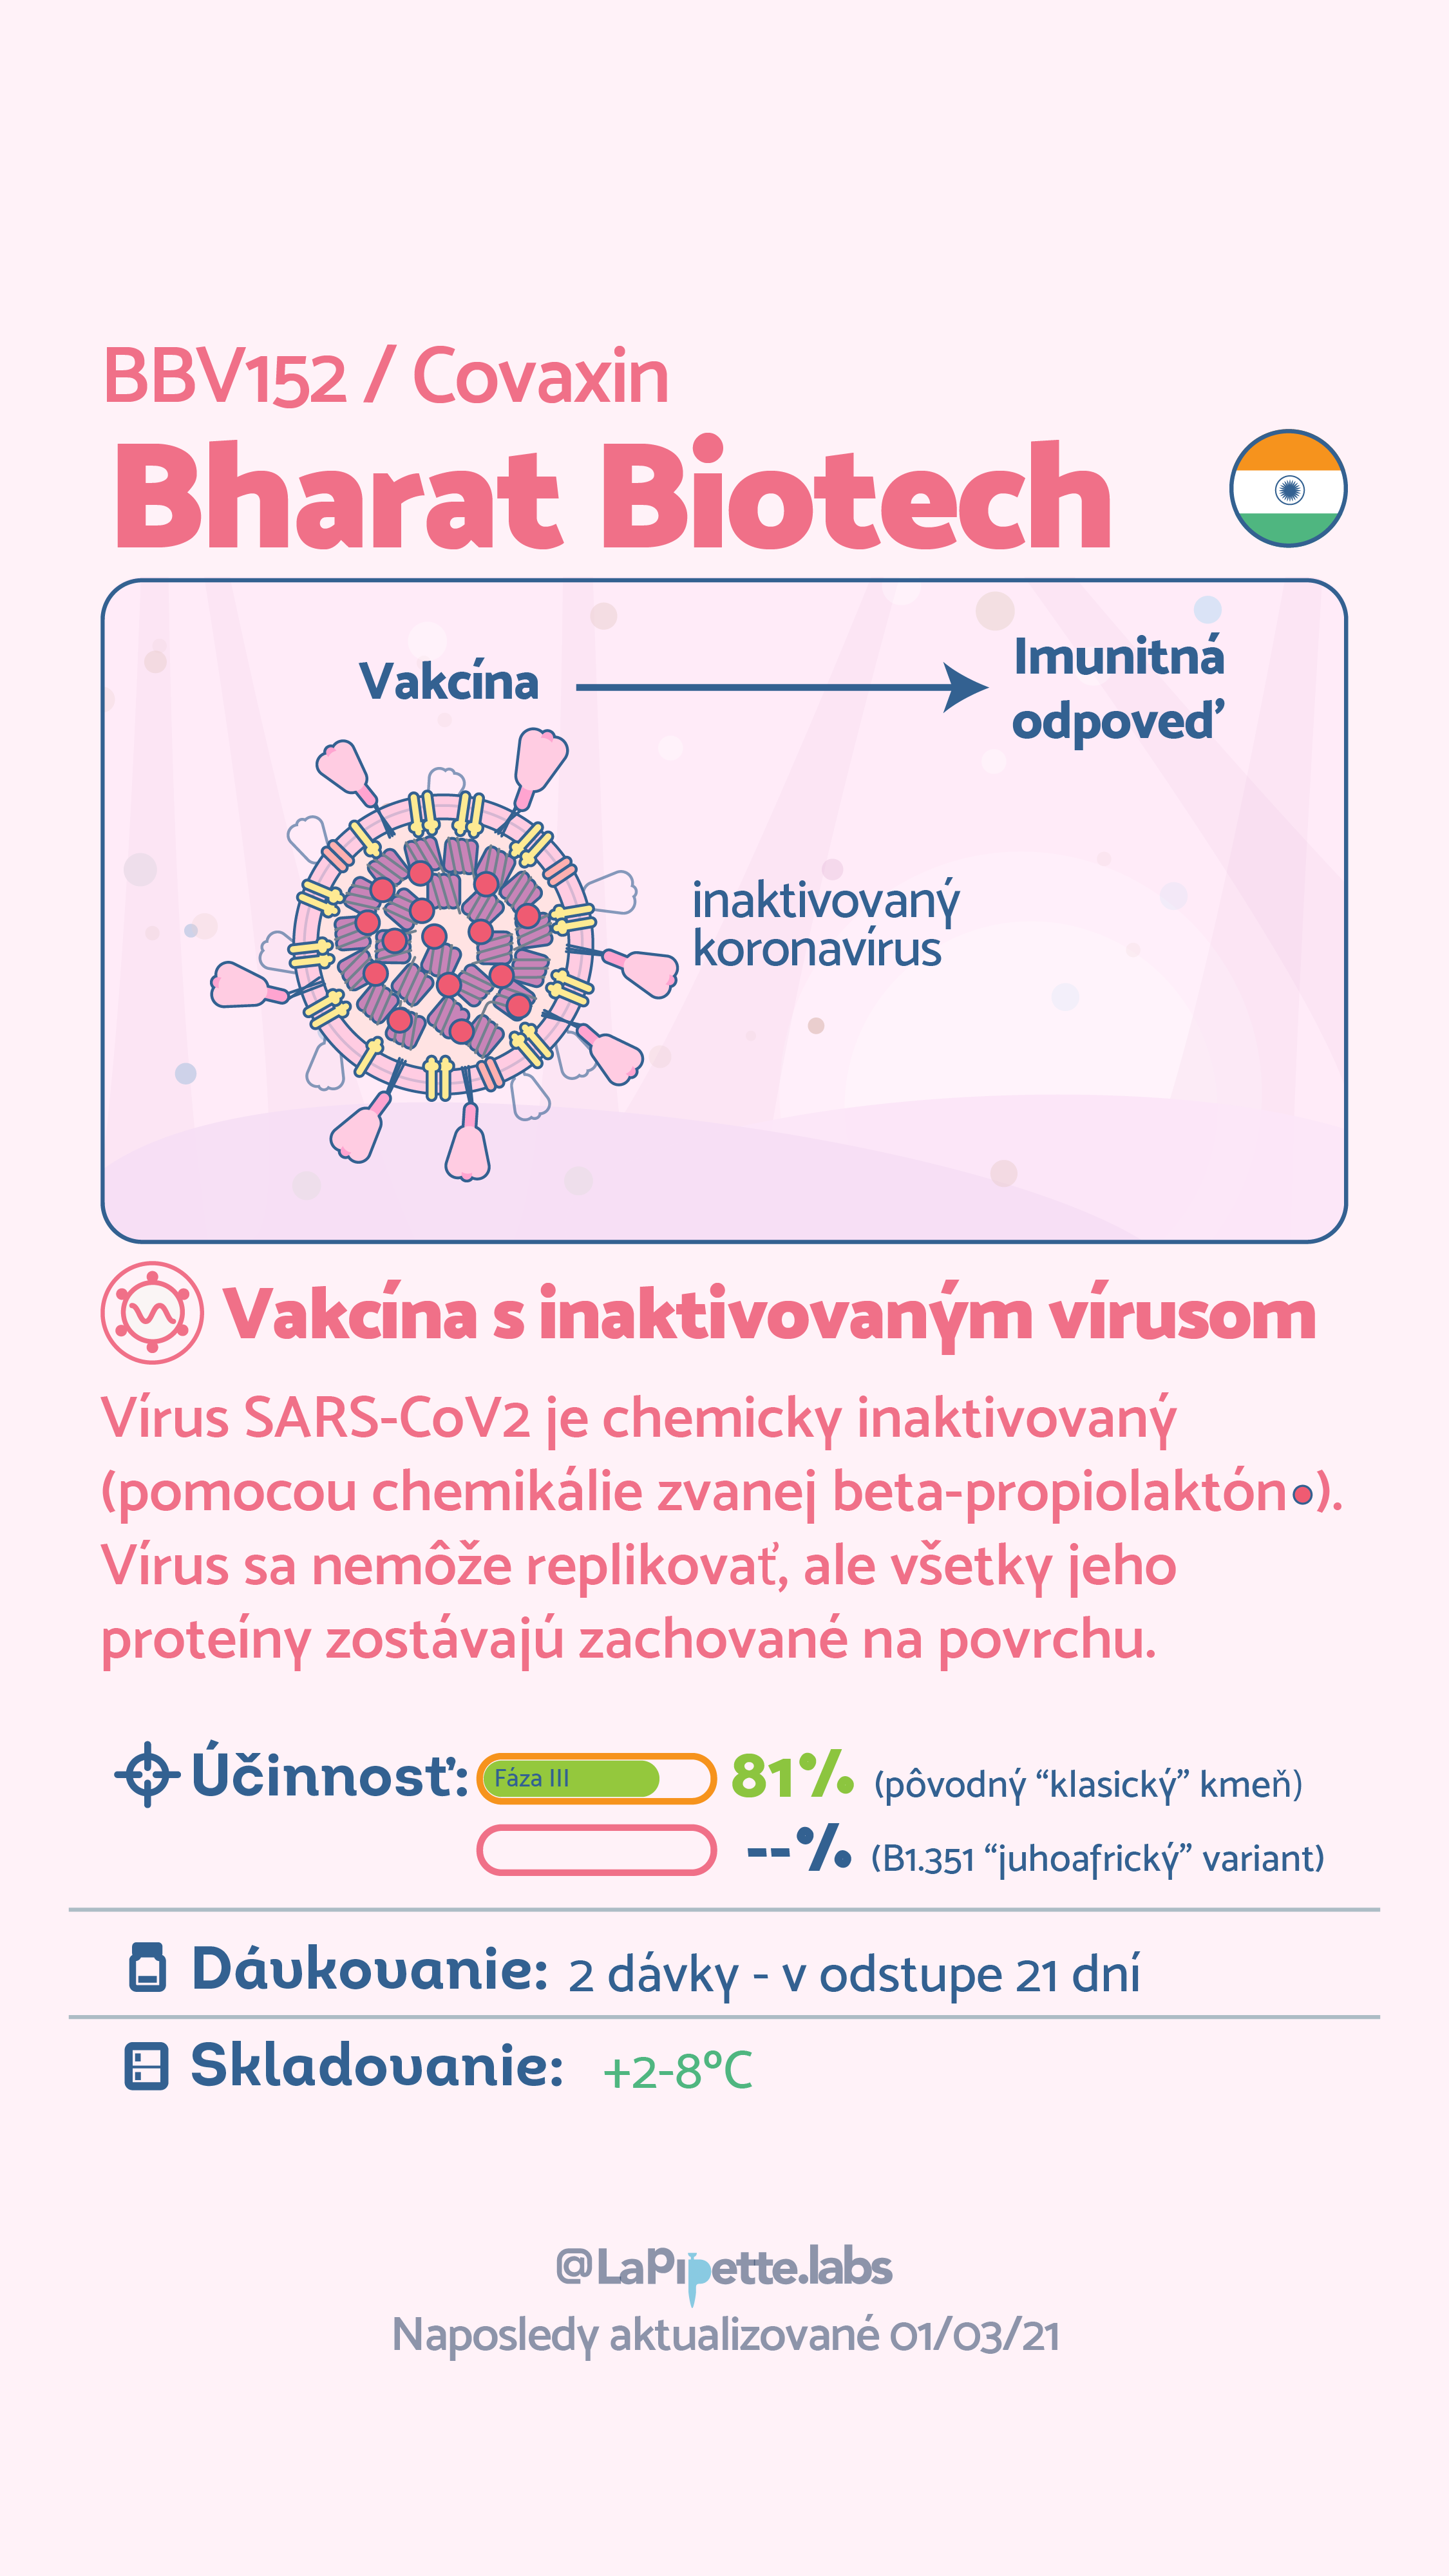 BBV152 / Covaxin
Bharat Biotech
Vakcína
Imunitná
odpoveď
inaktivovaný
koronavírus
Vakcína s inaktivovaným vírusom
Vírus SARS-CoV2 je chemicky inaktivovaný
(pomocou chemikálie zvanej beta-propiolaktón).
Vírus sa nemôže replikovať, ale všetky jeho
proteíny zostávajú zachované na povrchu.
Účinnosť: Fáza III 81% (pôvodný “klasický” kmeň)
--% (B1.351 “juhoafrický” variant)
Dávkovanie: 2 dávky - v odstupe 21 dní
Skladovanie: +2-8ºC
@LaPipette.labs
Naposledy aktualizované 01/03/21